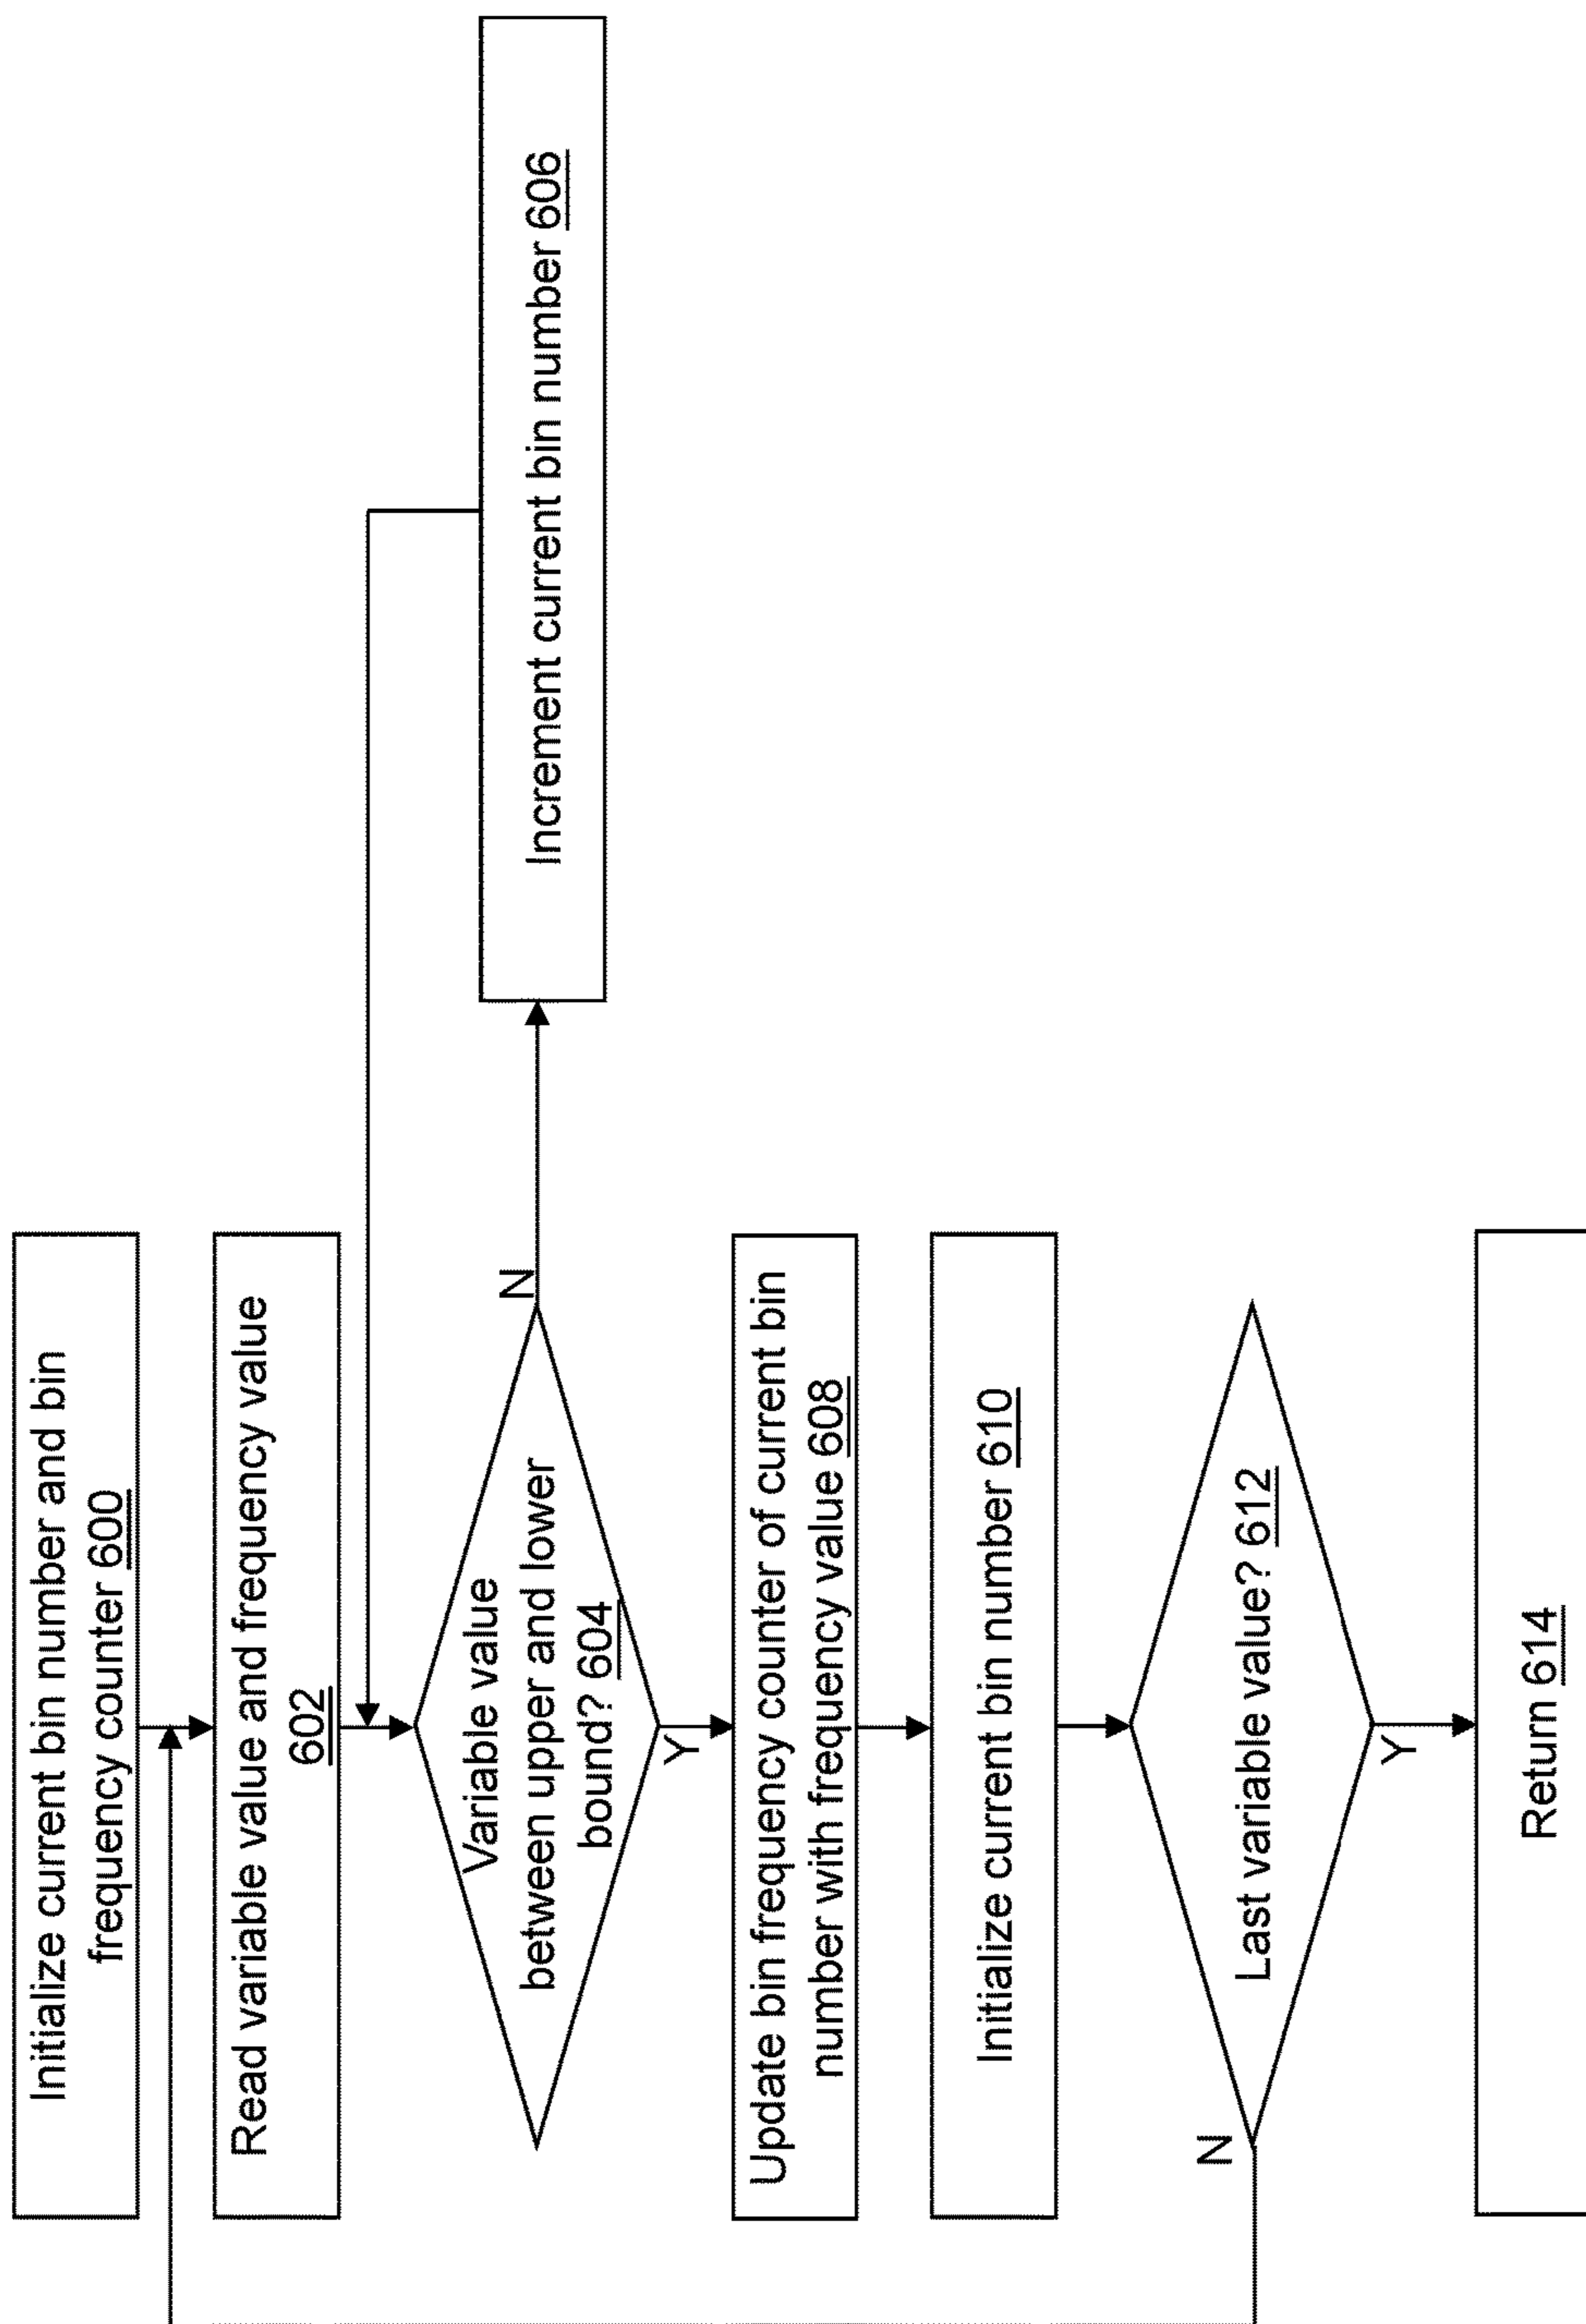 Initialize current bin number and bin
frequency counter 600
Read variable value and frequency value
602
Variable value
between upper and lower
bound? 604
N
Increment current bin number 606
Y
Update bin frequency counter of current bin
number with frequency value 608
Initialize current bin number 610
Last variable value? 612
N
Y
Return 614